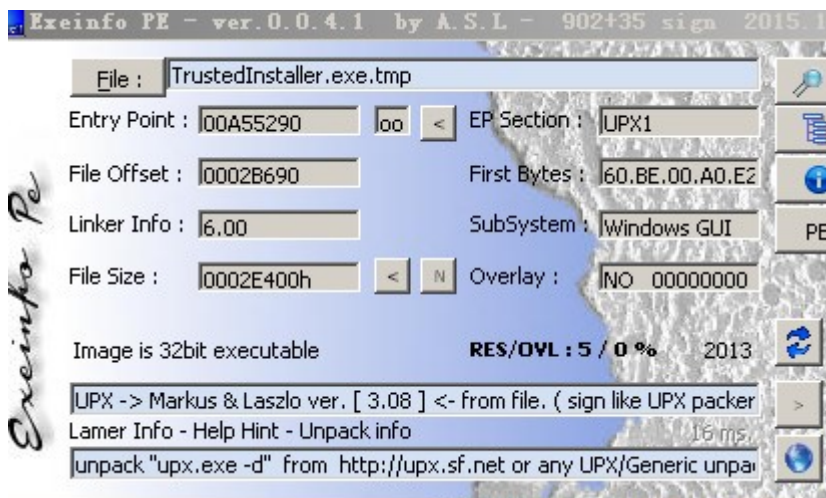 Exeinfo PE - ver.0.0.4.1 by A.S.L - 902+35 sign 2015.1
File : TrustedInstaller.exe.tmp
Entry Point : 00A55290 oo < EP Section : UPX1
File Offset : 0002B690 First Bytes : 60.BE.00.A0.E2
Linker Info : 6.00 SubSystem : Windows GUI PE
File Size : 0002E400h < N Overlay : NO 00000000
Image is 32bit executable RES/OVL : 5 / 0 % 2013
UPX -> Markus & Laszlo ver. [ 3.08 ] <- from file. ( sign like UPX packer >
Lamer Info - Help Hint - Unpack info 16 ms.
unpack "upx.exe -d" from http://upx.sf.net or any UPX/Generic unpa
Exeinfo Pe